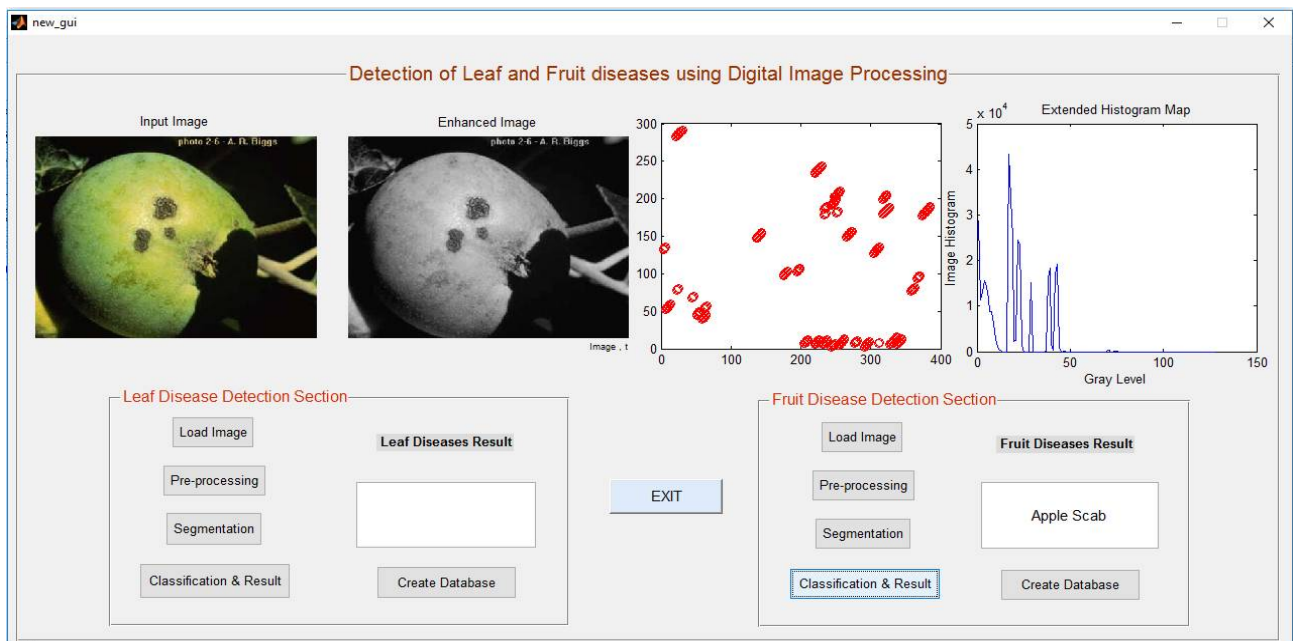 new_gui
Detection of Leaf and Fruit diseases using Digital Image Processing
Input Image
photo 2-6 - A. R. Biggs
Enhanced Image
photo 2-6 - A. R. Biggs
Image , t
300
250
200
150
100
50
0
0 100 200 300 400
x 10^4
Extended Histogram Map
5
4
3
2
1
0
Image Histogram
0 50 100 150
Gray Level
Leaf Disease Detection Section
Load Image
Leaf Diseases Result
Pre-processing
Segmentation
Classification & Result
Create Database
EXIT
Fruit Disease Detection Section
Load Image
Fruit Diseases Result
Pre-processing
Apple Scab
Segmentation
Classification & Result
Create Database